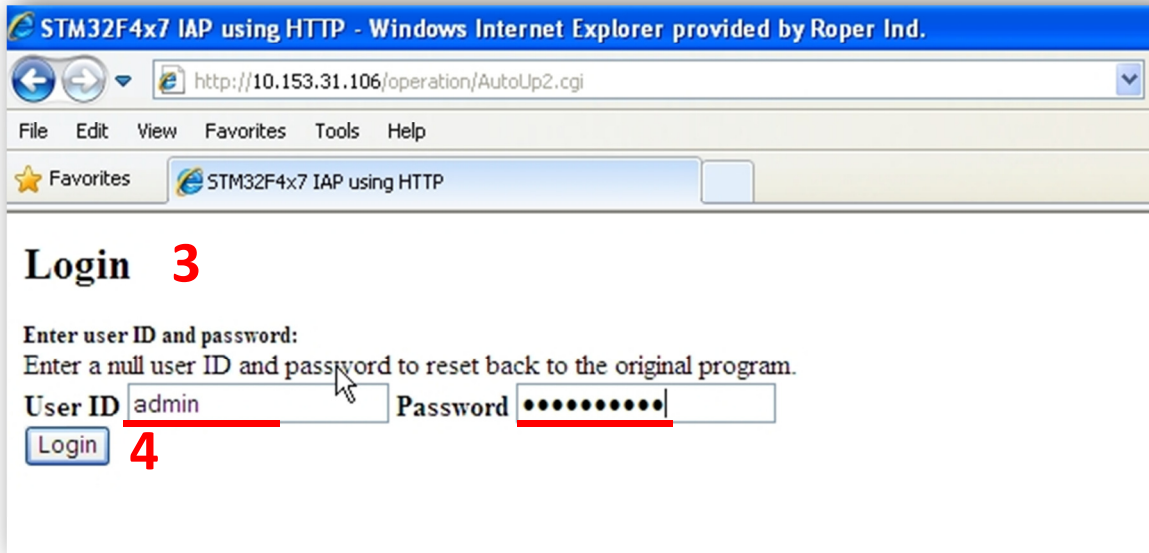 STM32F4x7 IAP using HTTP - Windows Internet Explorer provided by Roper Ind.
http://10.153.31.106/operation/AutoUp2.cgi
File Edit View Favorites Tools Help
Favorites STM32F4x7 IAP using HTTP
Login 3
Enter user ID and password:
Enter a null user ID and password to reset back to the original program.
User ID admin Password ••••••••••
Login 4